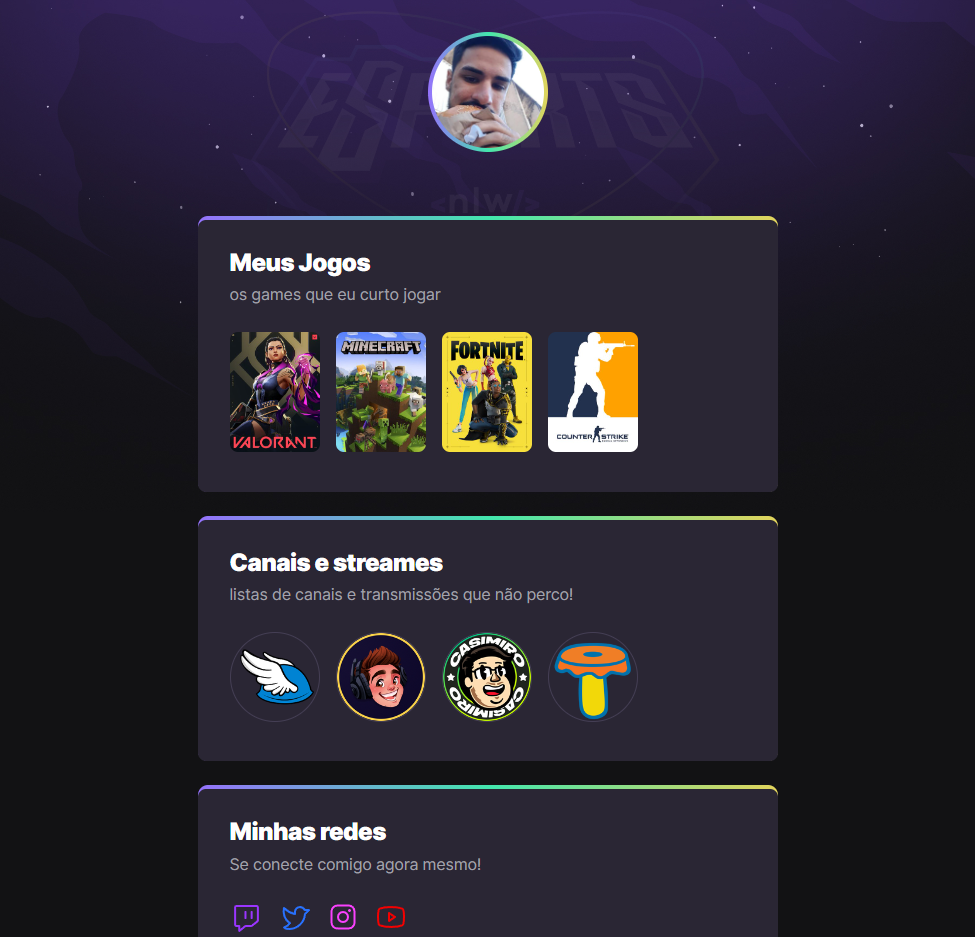 ESPORTS
<nlw/>
Meus Jogos
os games que eu curto jogar
VALORANT
MINECRAFT
FORTNITE
COUNTER STRIKE
Canais e streames
listas de canais e transmissões que não perco!
CASIMIRO
CASIMIRO
Minhas redes
Se conecte comigo agora mesmo!